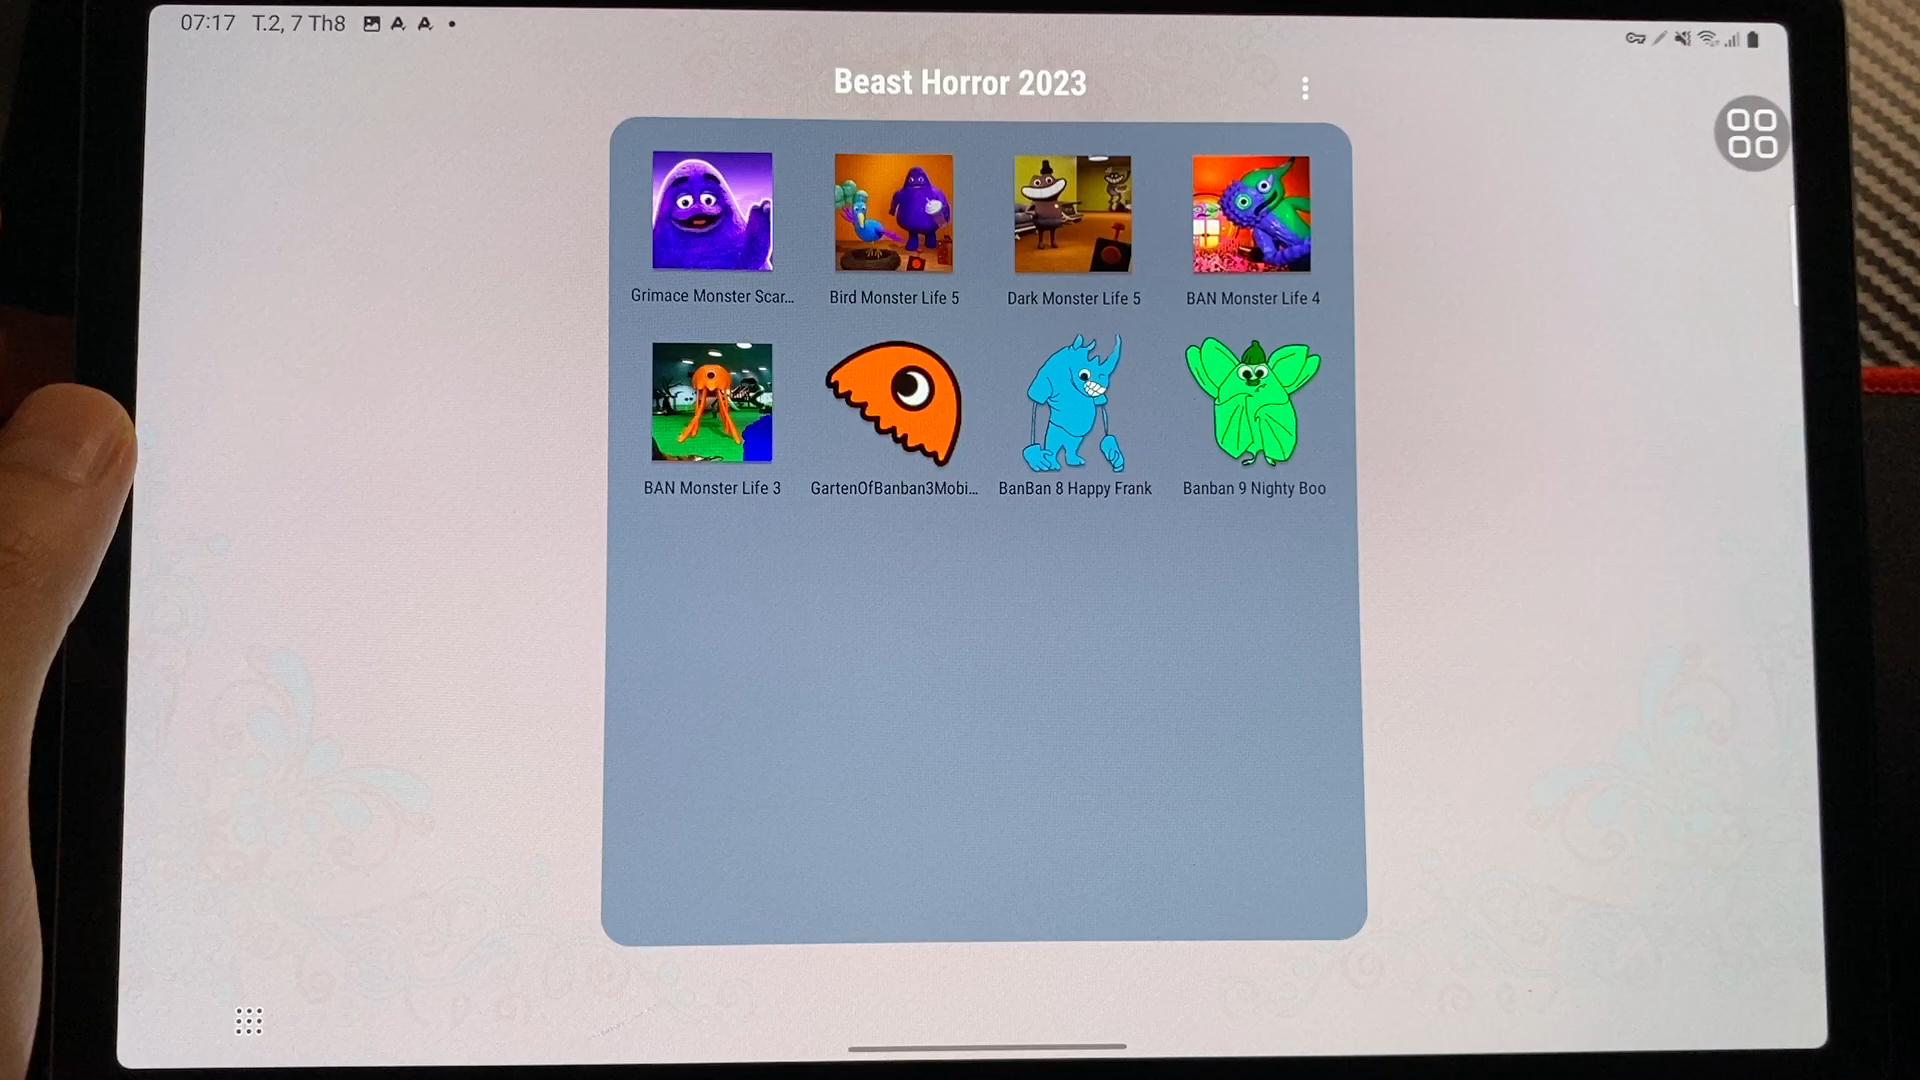 07:17 T.2, 7 Th8
Beast Horror 2023
Grimace Monster Scar...
Bird Monster Life 5
Dark Monster Life 5
BAN Monster Life 4
BAN Monster Life 3
GartenOfBanban3Mobi...
BanBan 8 Happy Frank
Banban 9 Nighty Boo